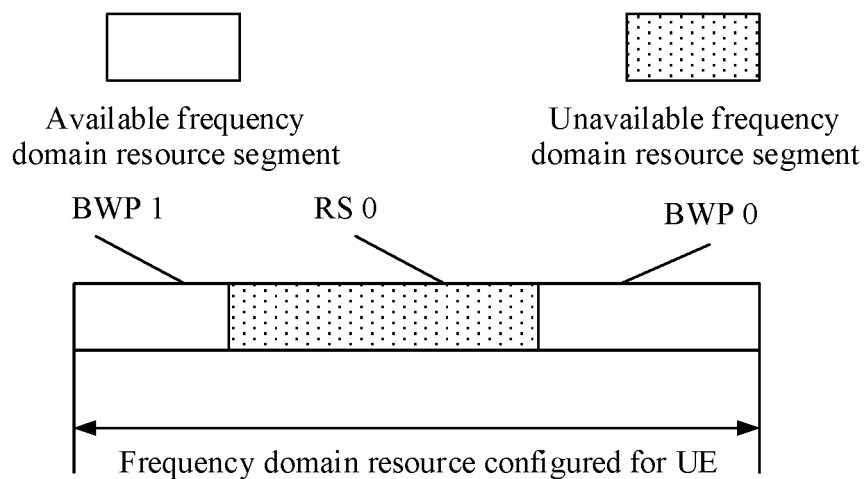 Available frequency
domain resource segment
Unavailable frequency
domain resource segment
BWP 1
RS 0
BWP 0
Frequency domain resource configured for UE